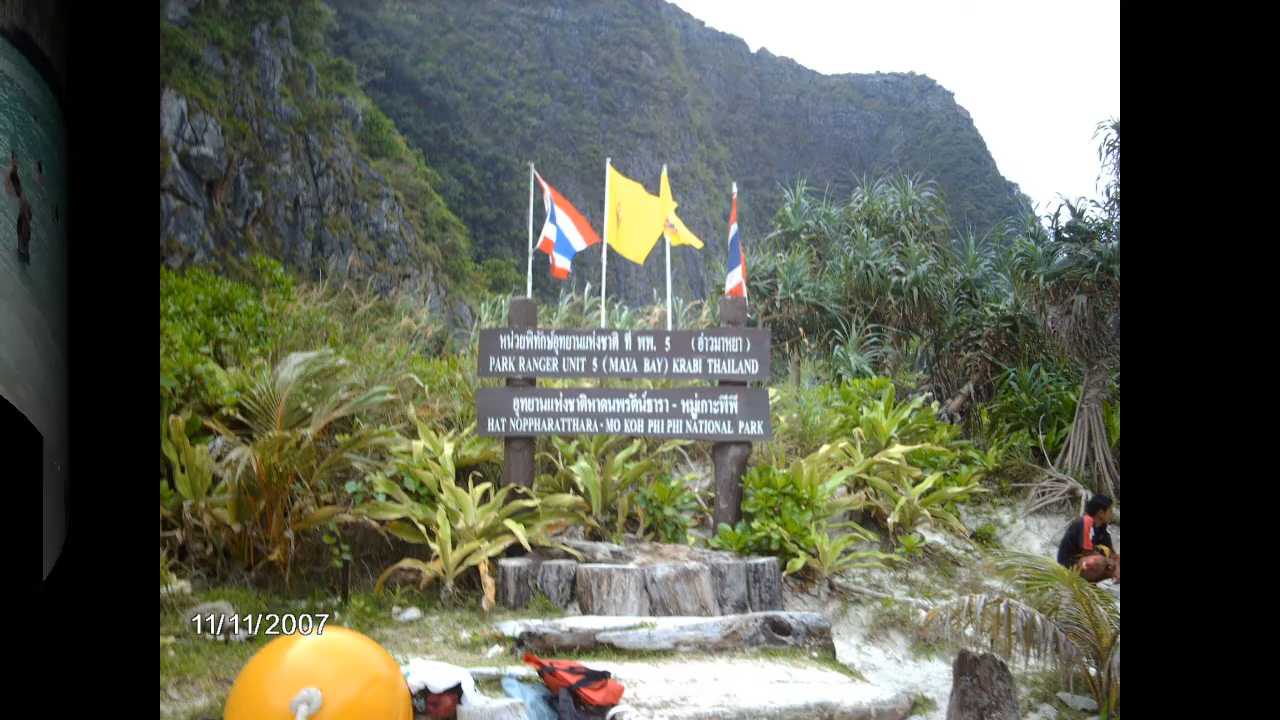 หน่วยพิทักษ์อุทยานแห่งชาติ ที่ พพ. 5 (อ่าวมาหยา)
PARK RANGER UNIT 5 (MAYA BAY) KRABI THAILAND
อุทยานแห่งชาติหาดนพรัตน์ธารา - หมู่เกาะพีพี
HAT NOPPHARATTHARA - MO KOH PHI PHI NATIONAL PARK
11/11/2007